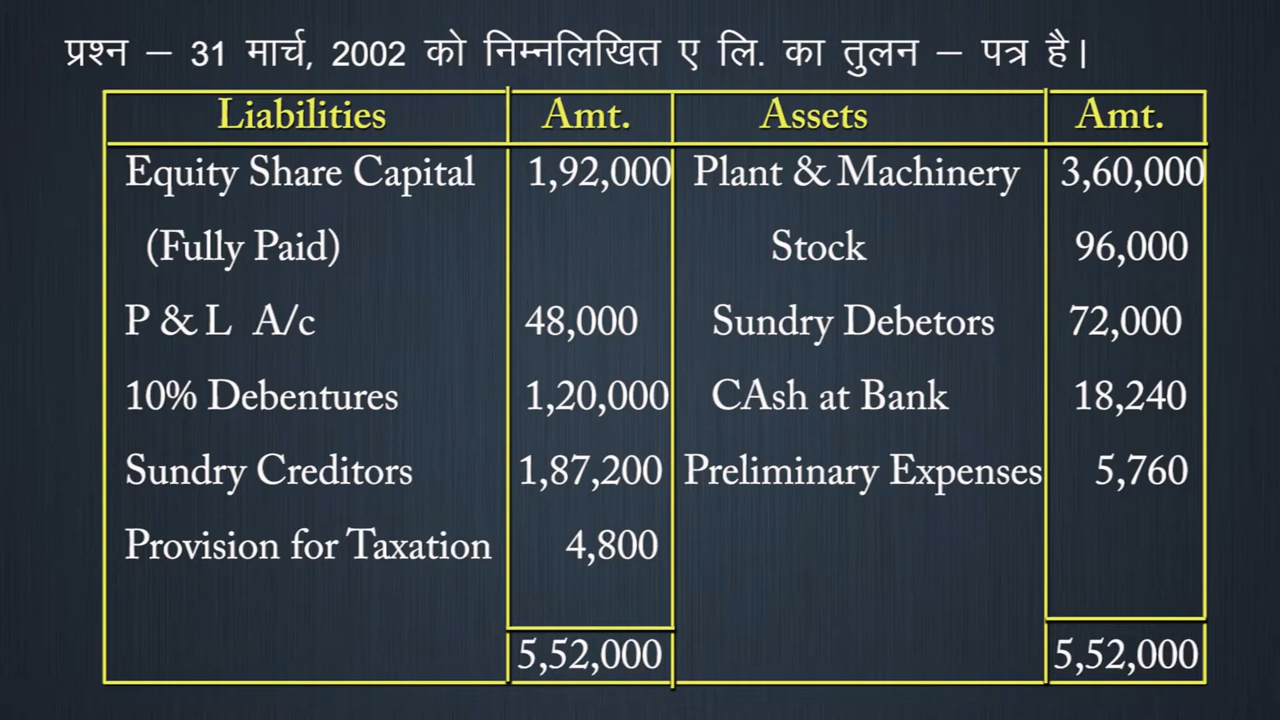 प्रश्न – 31 मार्च, 2002 को निम्नलिखित ए लि. का तुलन – पत्र है।
Liabilities Amt. Assets Amt.
Equity Share Capital 1,92,000 Plant & Machinery 3,60,000
(Fully Paid) Stock 96,000
P & L A/c 48,000 Sundry Debetors 72,000
10% Debentures 1,20,000 CAsh at Bank 18,240
Sundry Creditors 1,87,200 Preliminary Expenses 5,760
Provision for Taxation 4,800
5,52,000 5,52,000